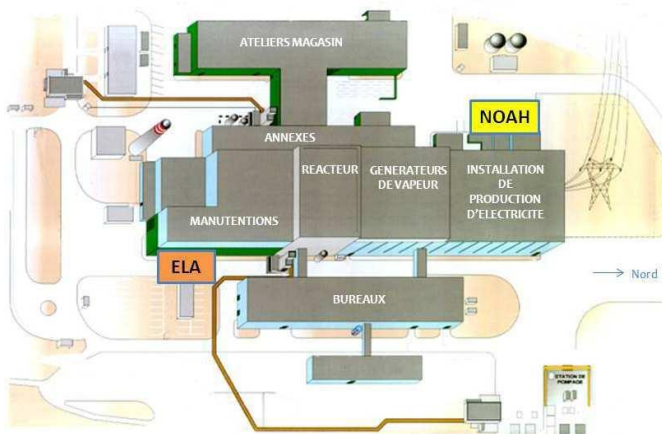 ATELIERS MAGASIN
NOAH
ANNEXES
REACTEUR
GENERATEURS
DE VAPEUR
INSTALLATION
DE
PRODUCTION
D'ELECTRICITE
MANUTENTIONS
ELA
Nord
BUREAUX
STATION DE
POMPAGE